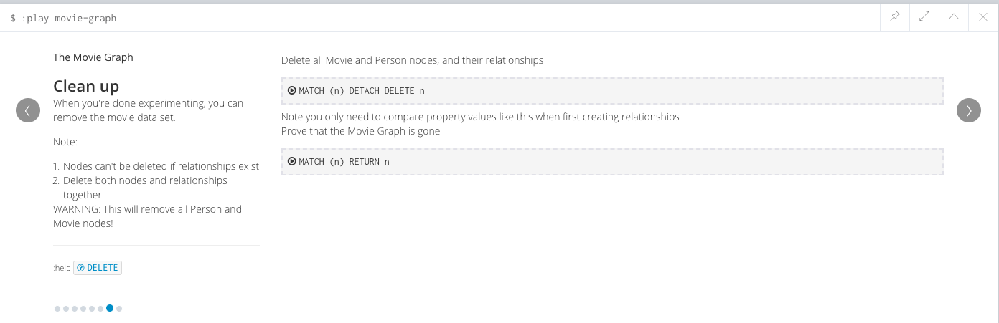 $ :play movie-graph
The Movie Graph
Clean up
When you're done experimenting, you can
remove the movie data set.
Note:
1. Nodes can't be deleted if relationships exist
2. Delete both nodes and relationships
together
WARNING: This will remove all Person and
Movie nodes!
:help DELETE
Delete all Movie and Person nodes, and their relationships
MATCH (n) DETACH DELETE n
Note you only need to compare property values like this when first creating relationships
Prove that the Movie Graph is gone
MATCH (n) RETURN n